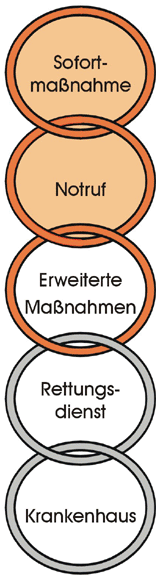 Sofort-
maßnahme
Notruf
Erweiterte
Maßnahmen
Rettungs-
dienst
Krankenhaus